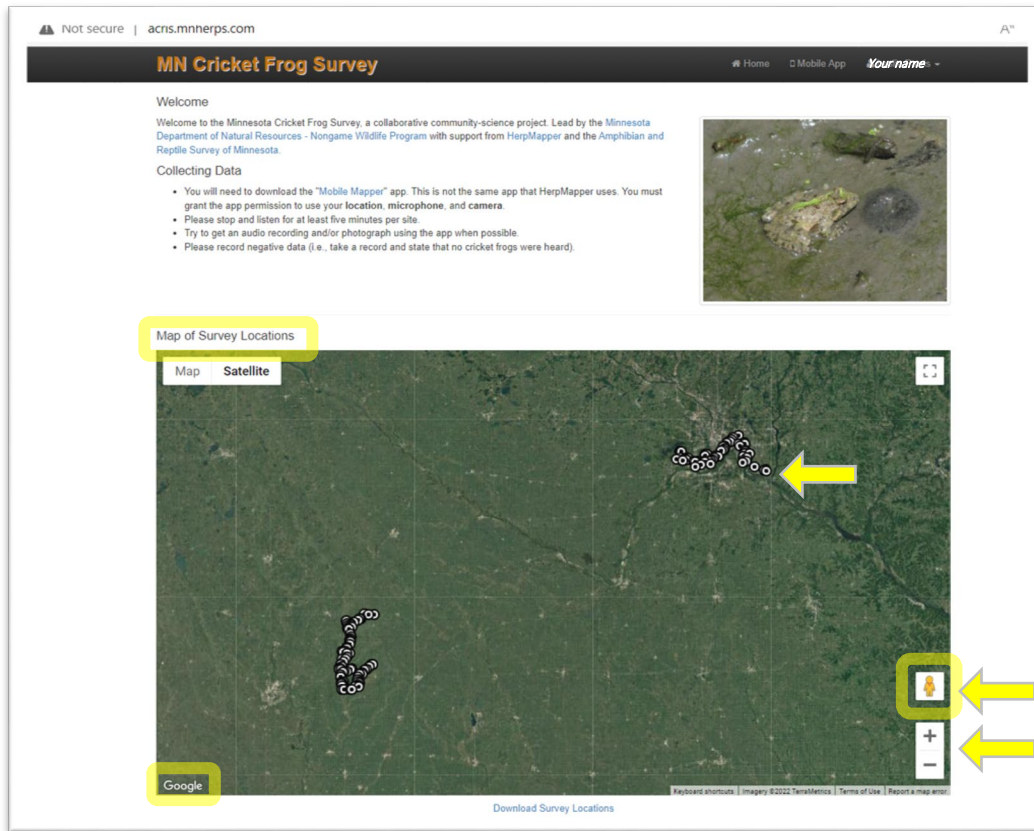 Not secure | acris.mnherps.com
MN Cricket Frog Survey
Home
Mobile App
Your name
Welcome
Welcome to the Minnesota Cricket Frog Survey, a collaborative community-science project. Lead by the Minnesota
Department of Natural Resources - Nongame Wildlife Program with support from HerpMapper and the Amphibian and
Reptile Survey of Minnesota.
Collecting Data
• You will need to download the "Mobile Mapper" app. This is not the same app that HerpMapper uses. You must
grant the app permission to use your location, microphone, and camera.
• Please stop and listen for at least five minutes per site.
• Try to get an audio recording and/or photograph using the app when possible.
• Please record negative data (i.e., take a record and state that no cricket frogs were heard).
Map of Survey Locations
Map Satellite
Google
Keyboard shortcuts | Imagery ©2022 TerraMetrics | Terms of Use | Report a map error
Download Survey Locations